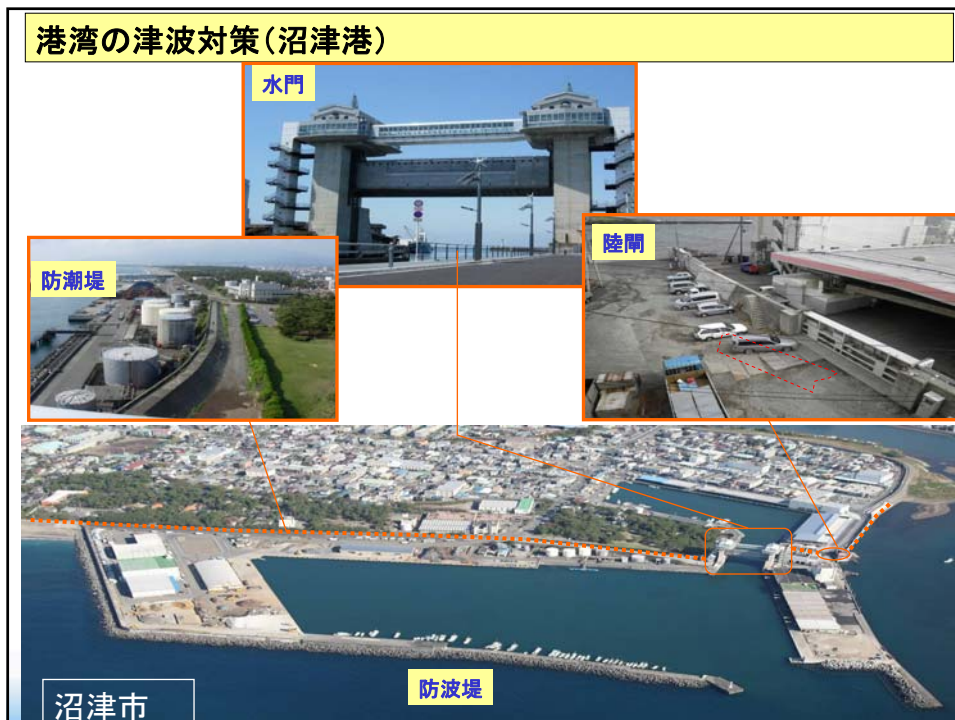 港湾の津波対策(沼津港)
水門
陸閘
防潮堤
防波堤
沼津市